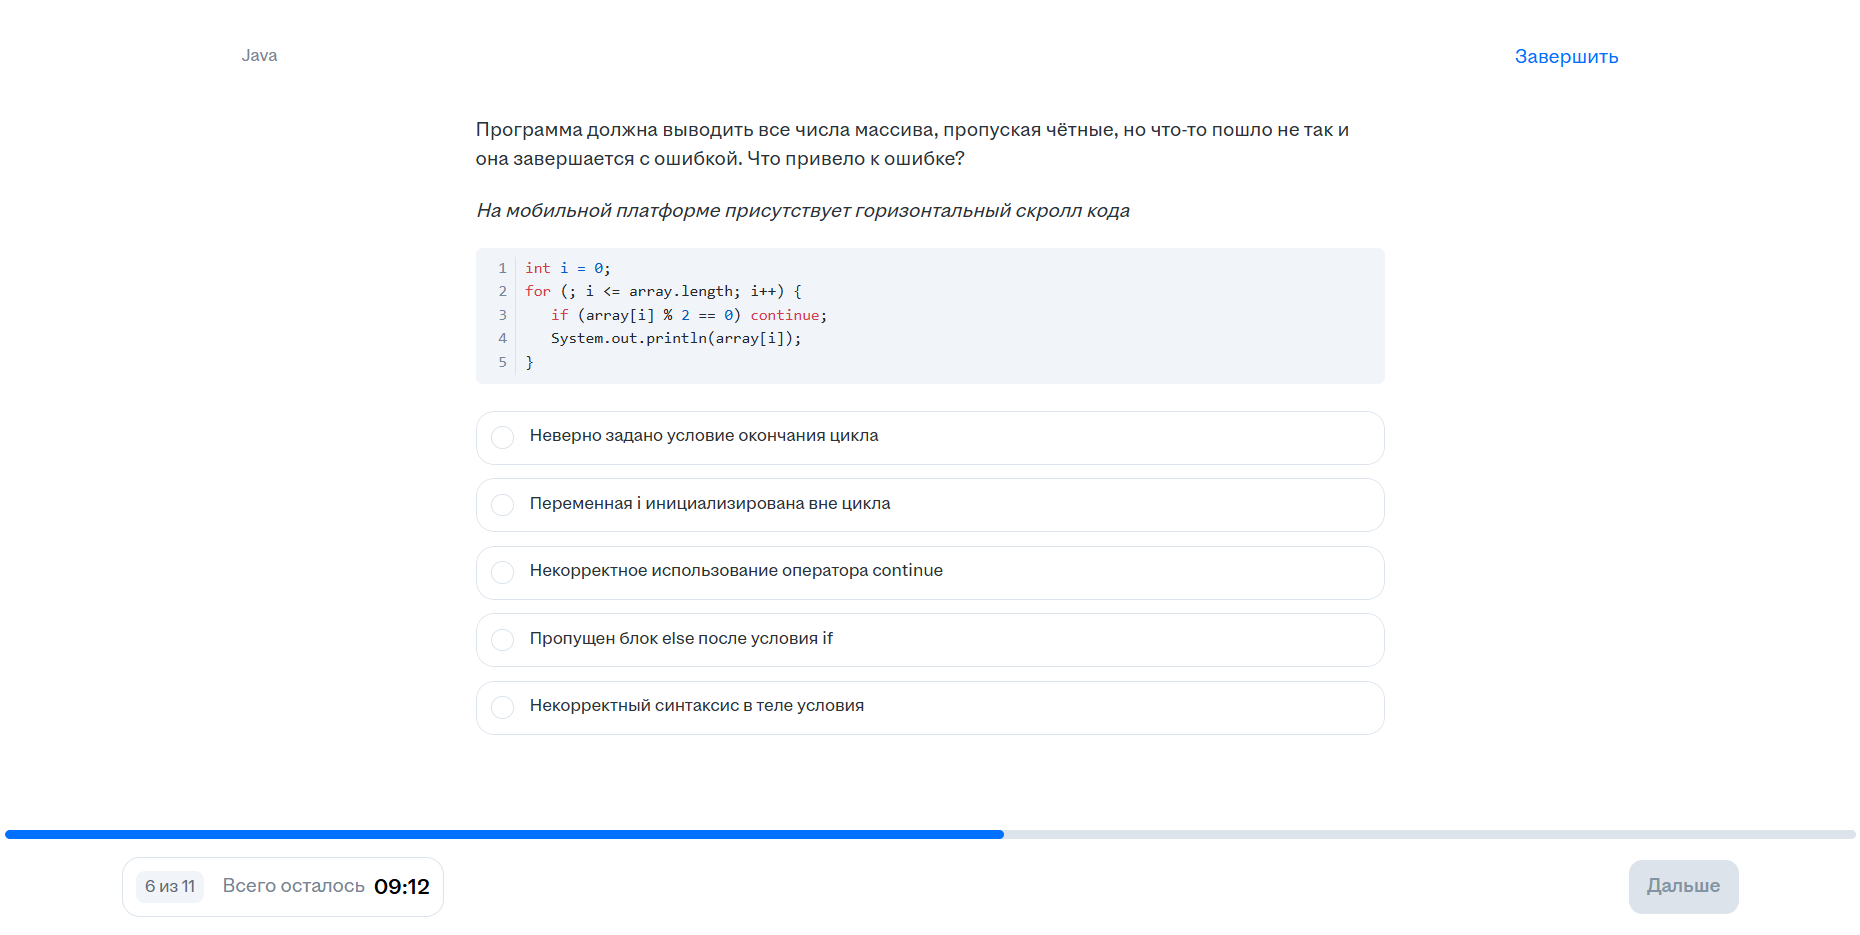 Java
Завершить
Программа должна выводить все числа массива, пропуская чётные, но что-то пошло не так и
она завершается с ошибкой. Что привело к ошибке?
На мобильной платформе присутствует горизонтальный скролл кода
1 int i = 0;
2 for (; i <= array.length; i++) {
3    if (array[i] % 2 == 0) continue;
4    System.out.println(array[i]);
5 }
Неверно задано условие окончания цикла
Переменная i инициализирована вне цикла
Некорректное использование оператора continue
Пропущен блок else после условия if
Некорректный синтаксис в теле условия
6 из 11 Всего осталось 09:12
Дальше